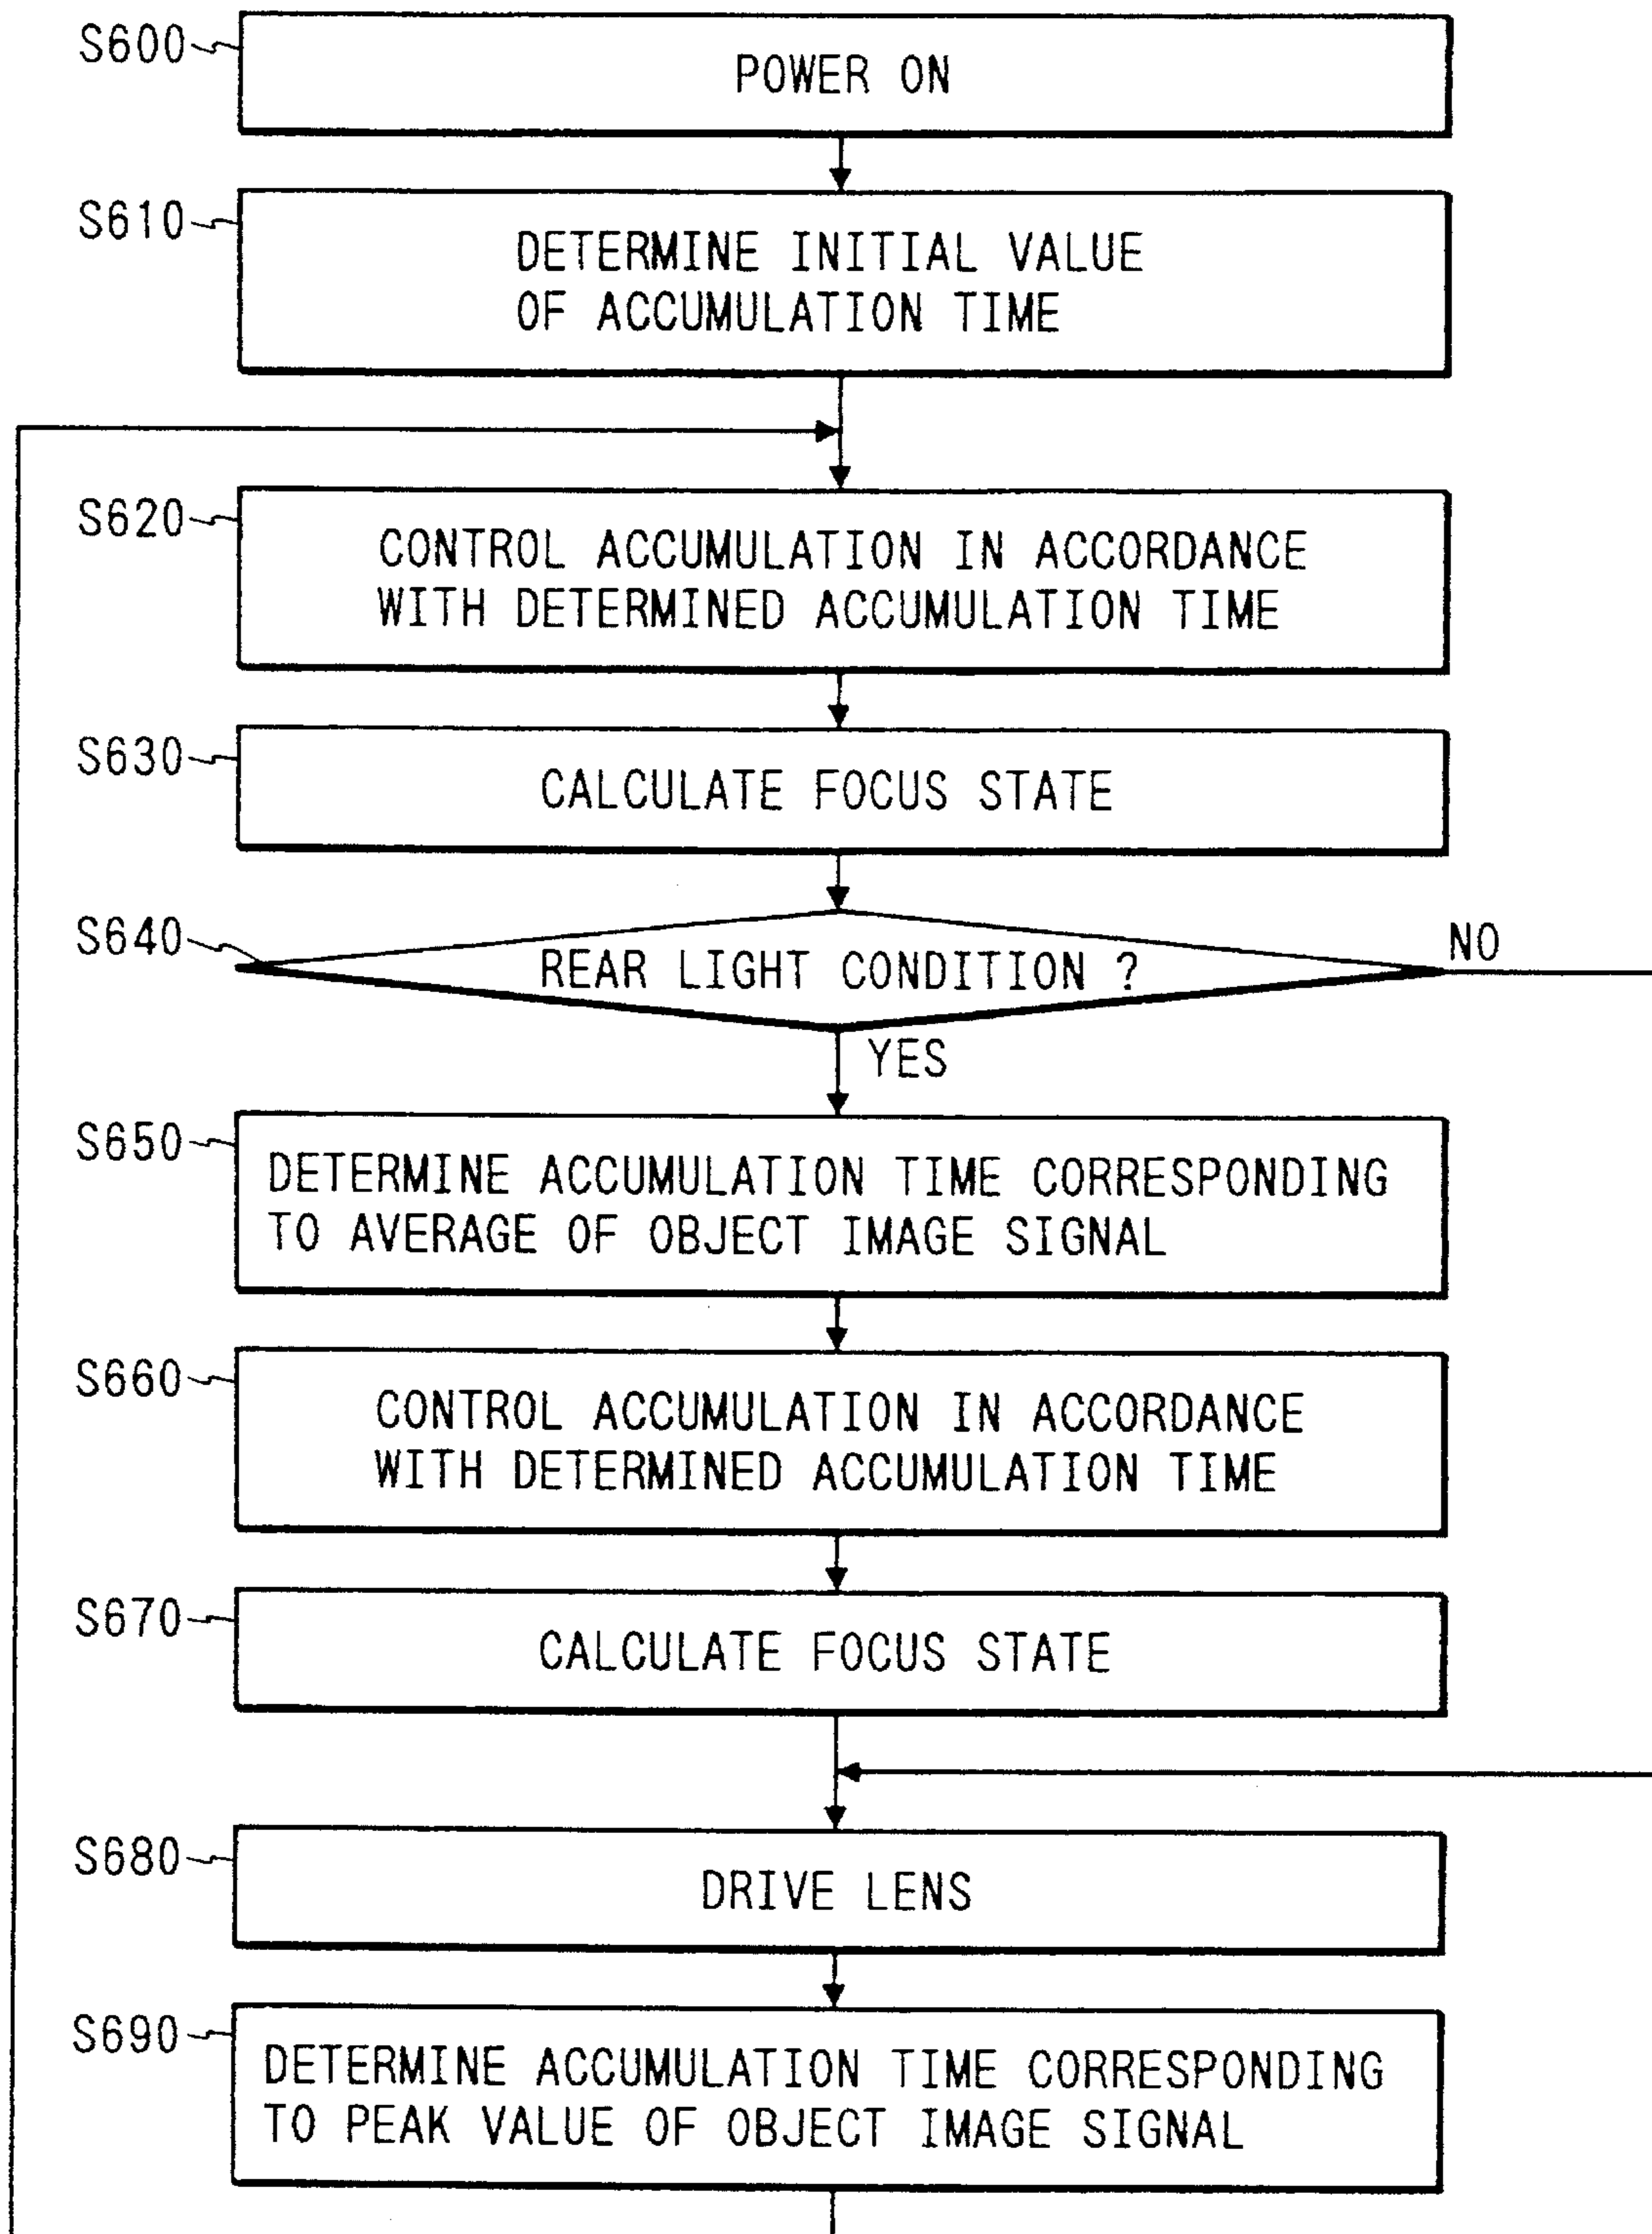 S600
POWER ON
S610
DETERMINE INITIAL VALUE
OF ACCUMULATION TIME
S620
CONTROL ACCUMULATION IN ACCORDANCE
WITH DETERMINED ACCUMULATION TIME
S630
CALCULATE FOCUS STATE
S640
REAR LIGHT CONDITION ?
NO
YES
S650
DETERMINE ACCUMULATION TIME CORRESPONDING
TO AVERAGE OF OBJECT IMAGE SIGNAL
S660
CONTROL ACCUMULATION IN ACCORDANCE
WITH DETERMINED ACCUMULATION TIME
S670
CALCULATE FOCUS STATE
S680
DRIVE LENS
S690
DETERMINE ACCUMULATION TIME CORRESPONDING
TO PEAK VALUE OF OBJECT IMAGE SIGNAL